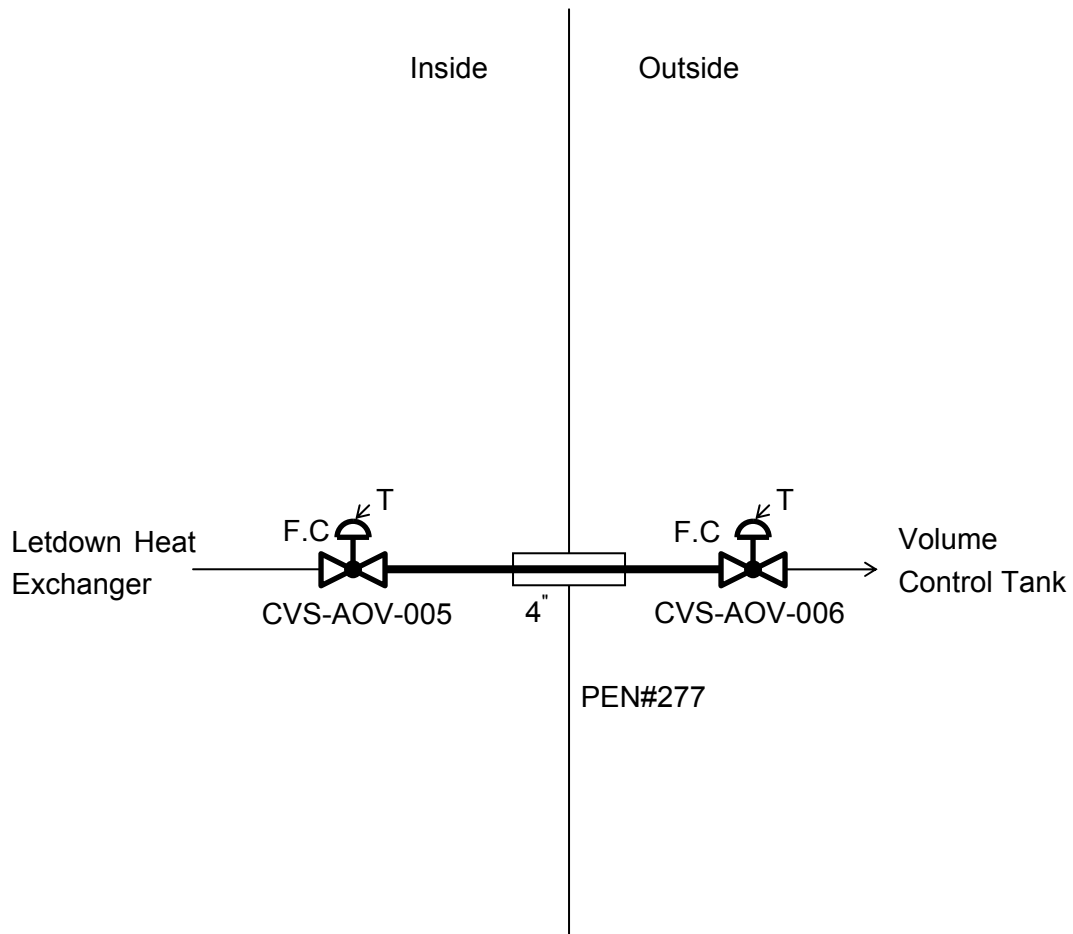 Inside
Outside
T
T
F.C
F.C
Letdown Heat
Exchanger
Volume
Control Tank
CVS-AOV-005
4"
CVS-AOV-006
PEN#277